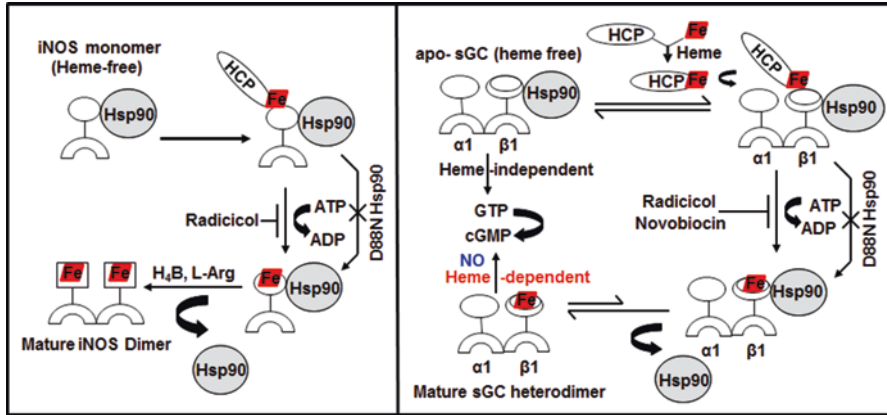 iNOS monomer
(Heme-free)
HCP
Fe
Hsp90
Hsp90
Radicicol
ATP
ADP
D88N Hsp90
H4B, L-Arg
Fe
Fe
Fe
Hsp90
Mature iNOS Dimer
Hsp90
HCP
Fe
Heme
apo- sGC (heme free)
HCP
Fe
HCP
Fe
Hsp90
Hsp90
α1
β1
α1
β1
Heme-independent
GTP
cGMP
NO
Heme -dependent
Radicicol
Novobiocin
ATP
ADP
D88N Hsp90
Fe
Fe
Hsp90
α1
β1
α1
β1
Hsp90
Mature sGC heterodimer